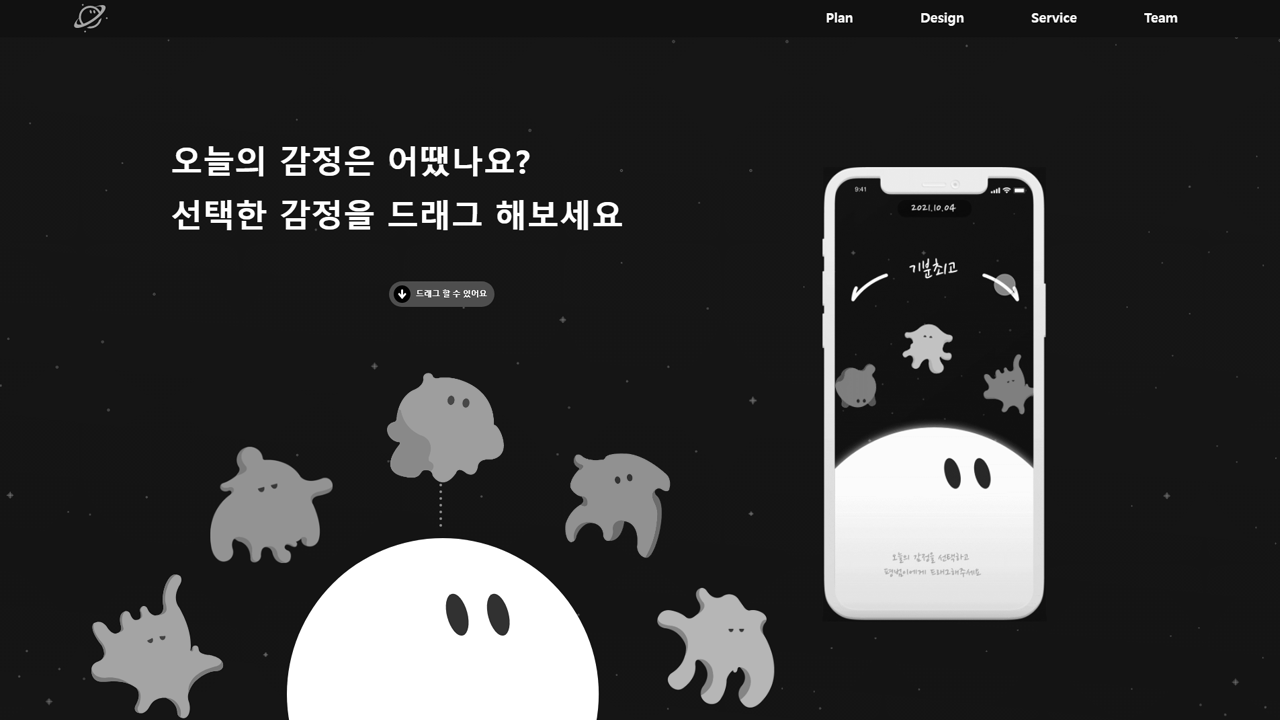 Plan Design Service Team
오늘의 감정은 어땠나요?
선택한 감정을 드래그 해보세요
드래그 할 수 있어요
9:41
2021.10.04
기분최고
오늘의 감정을 선택하고
행범이에게 드래그해주세요